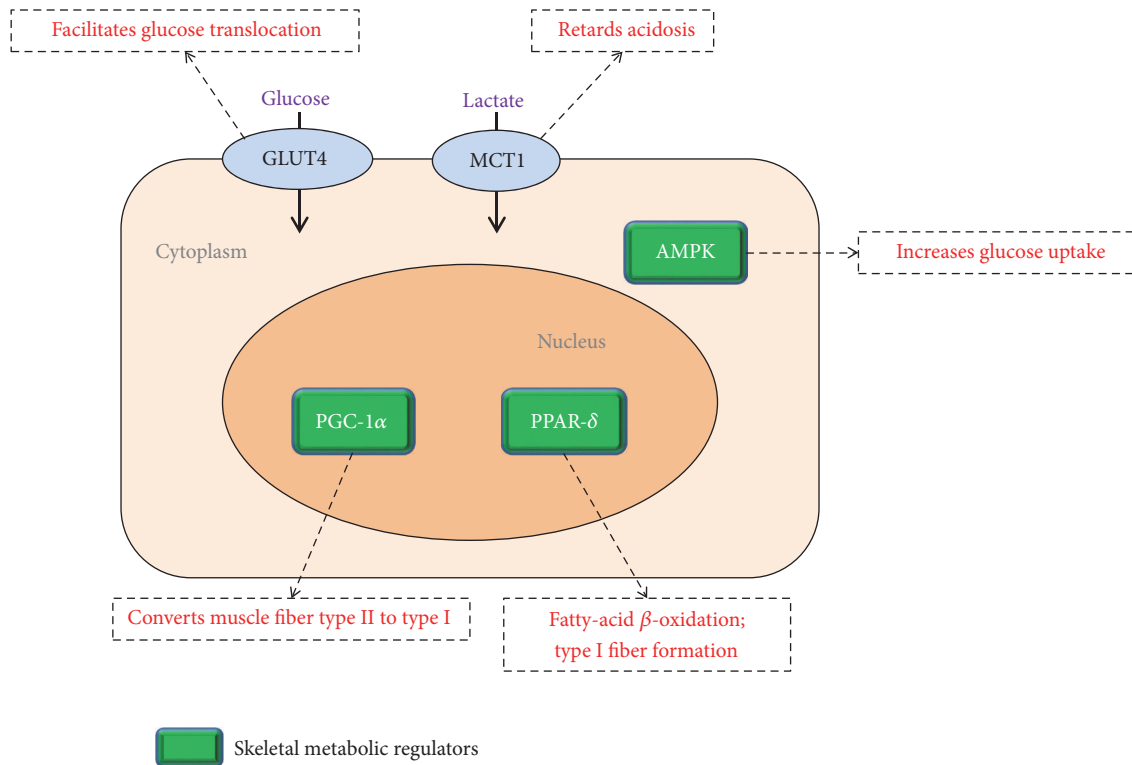 Facilitates glucose translocation
Retards acidosis
Glucose
Lactate
GLUT4
MCT1
Cytoplasm
AMPK
Increases glucose uptake
Nucleus
PGC-1α
PPAR-δ
Converts muscle fiber type II to type I
Fatty-acid β-oxidation;
type I fiber formation
Skeletal metabolic regulators